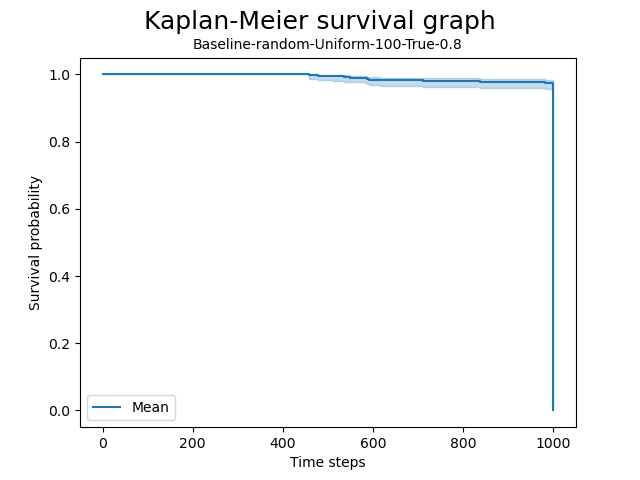 Kaplan-Meier survival graph
Baseline-random-Uniform-100-True-0.8
1.0
0.8
0.6
0.4
0.2
0.0
Survival probability
Mean
0 200 400 600 800 1000
Time steps